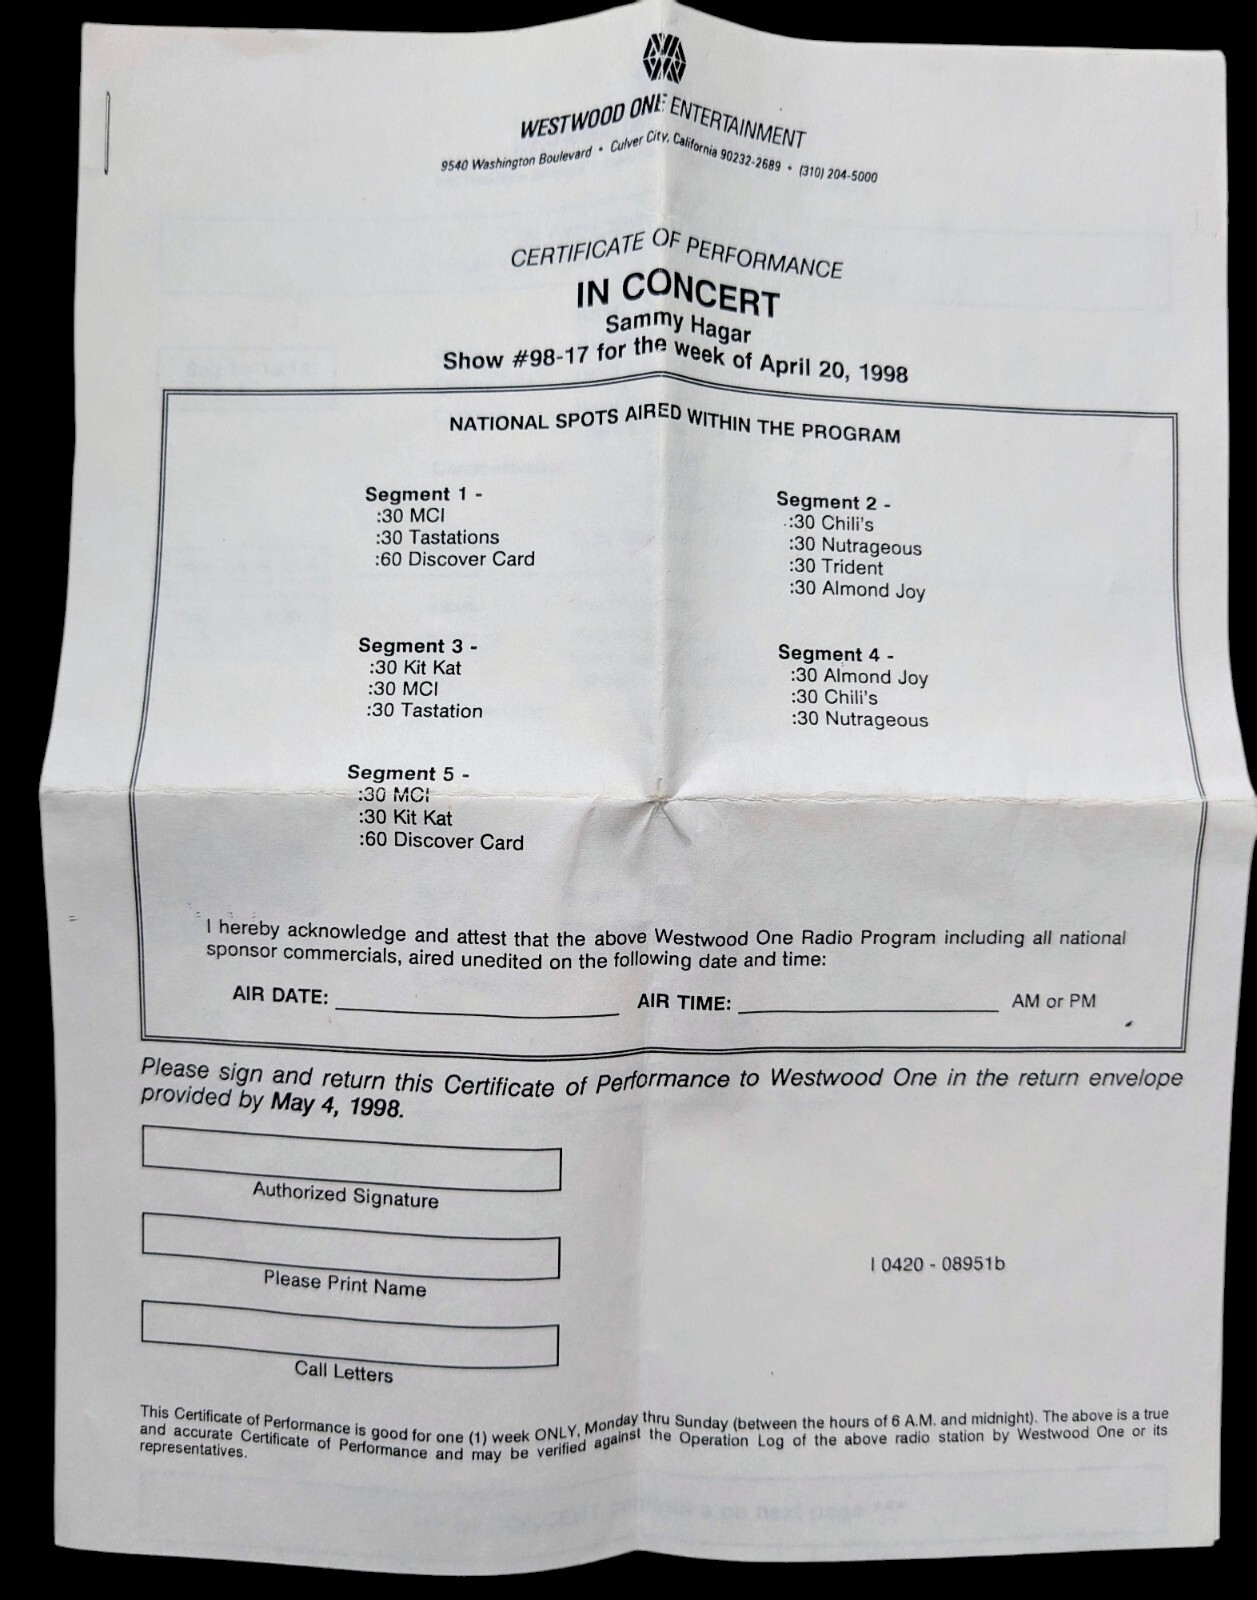 WESTWOOD ONE ENTERTAINMENT
9540 Washington Boulevard • Culver City, California 90232-2689 • (310) 204-5000
CERTIFICATE OF PERFORMANCE
IN CONCERT
Sammy Hagar
Show #98-17 for the week of April 20, 1998
NATIONAL SPOTS AIRED WITHIN THE PROGRAM
Segment 1 -
:30 MCI
:30 Tastations
:60 Discover Card
Segment 2 -
:30 Chili's
:30 Nutrageous
:30 Trident
:30 Almond Joy
Segment 3 -
:30 Kit Kat
:30 MCI
:30 Tastation
Segment 4 -
:30 Almond Joy
:30 Chili's
:30 Nutrageous
Segment 5 -
:30 MCI
:30 Kit Kat
:60 Discover Card
I hereby acknowledge and attest that the above Westwood One Radio Program including all national
sponsor commercials, aired unedited on the following date and time:
AIR DATE: AIR TIME: AM or PM
Please sign and return this Certificate of Performance to Westwood One in the return envelope
provided by May 4, 1998.
Authorized Signature
Please Print Name
I 0420 - 08951b
Call Letters
This Certificate of Performance is good for one (1) week ONLY, Monday thru Sunday (between the hours of 6 A.M. and midnight). The above is a true
and accurate Certificate of Performance and may be verified against the Operation Log of the above radio station by Westwood One or its
representatives.
on next page ***